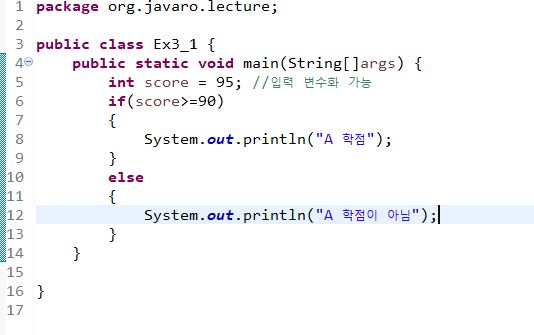 1 package org.javaro.lecture;
2
3 public class Ex3_1 {
4     public static void main(String[]args) {
5         int score = 95; //입력 변수화 가능
6         if(score>=90)
7         {
8             System.out.println("A 학점");
9         }
10         else
11         {
12             System.out.println("A 학점이 아님");
13         }
14     }
15
16 }
17